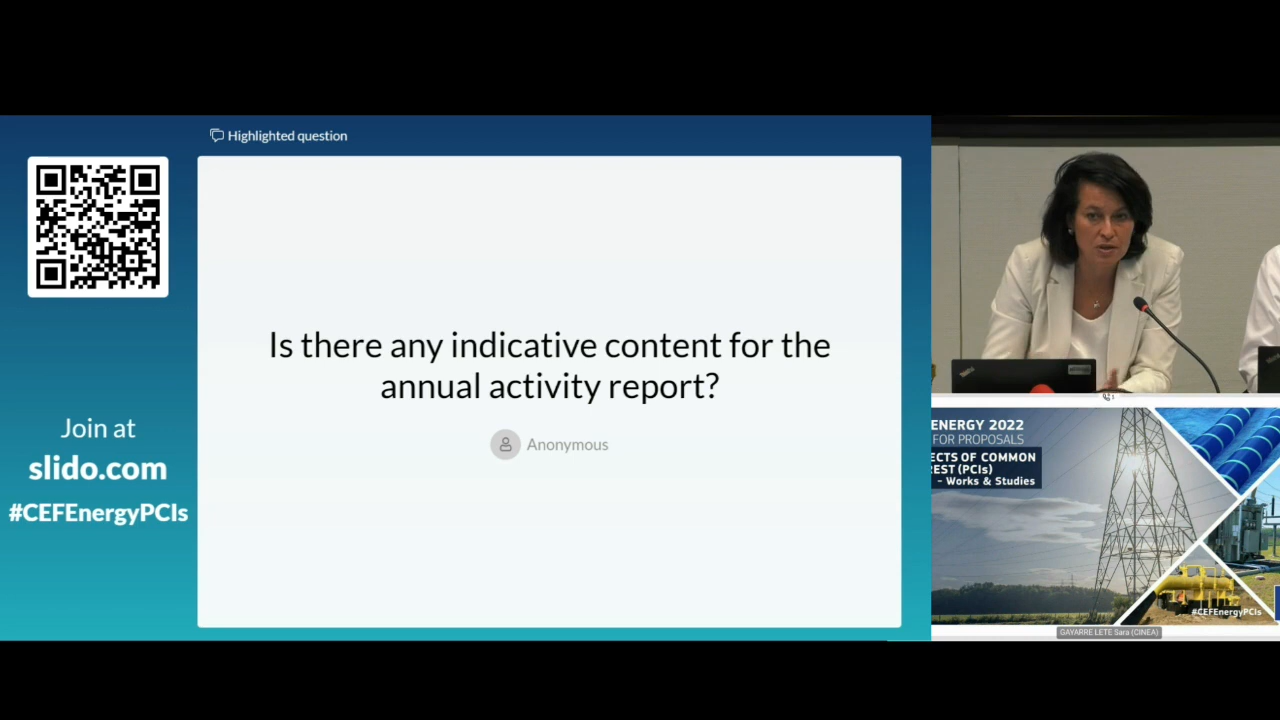 Highlighted question
Is there any indicative content for the
annual activity report?
Anonymous
Join at
slido.com
#CEFEnergyPCIs
ENERGY 2022
FOR PROPOSALS
ECTS OF COMMON
REST (PCIs)
- Works & Studies
#CEFEnergyPCIs
GAYARRE LETE Sara (CINEA)